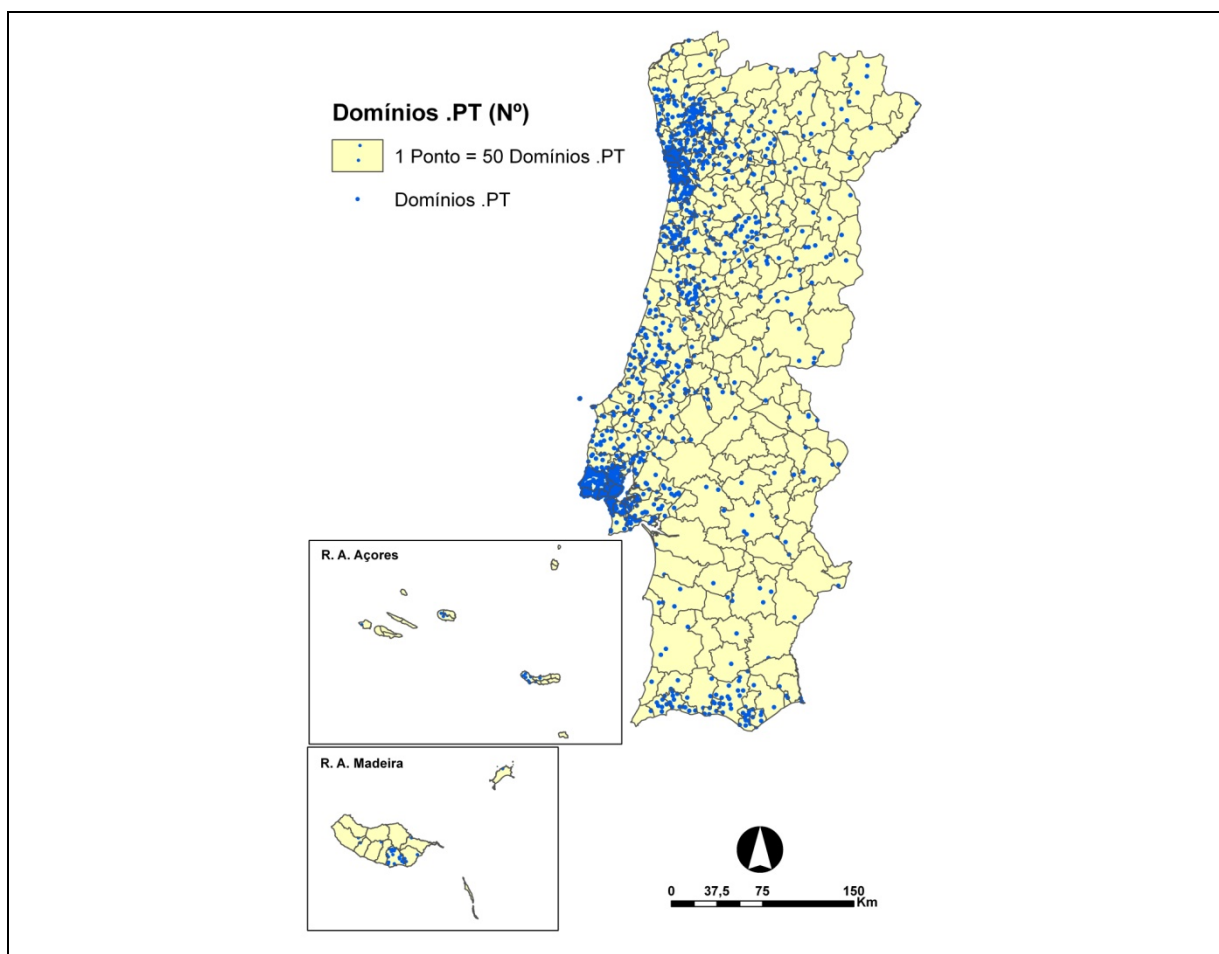 Domínios .PT (Nº)
1 Ponto = 50 Domínios .PT
Domínios .PT
R. A. Açores
R. A. Madeira
0 37,5 75 150
Km